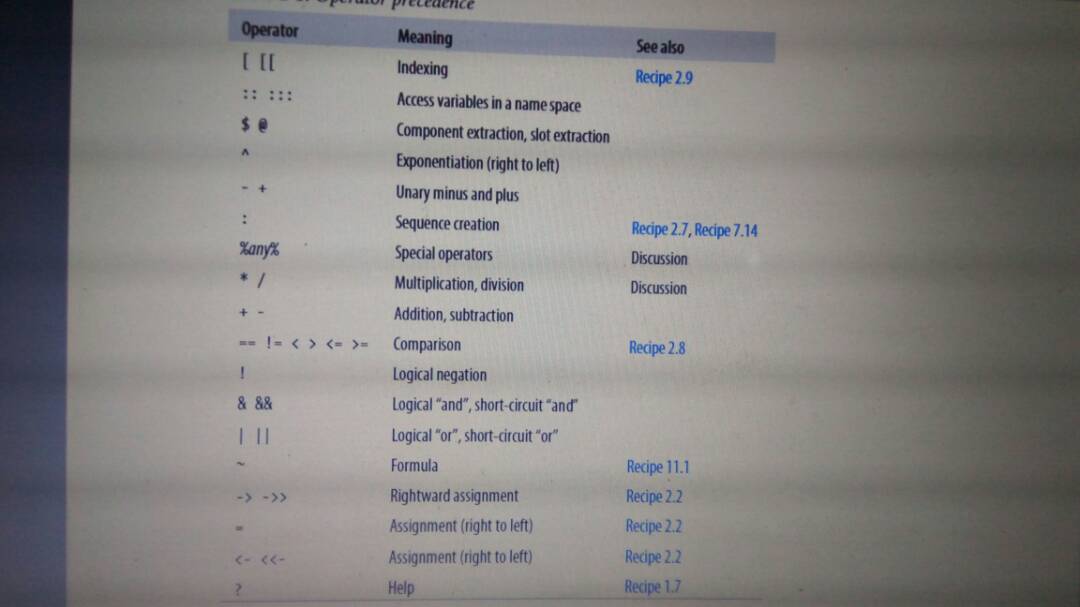 Operator precedence
Operator Meaning See also
[ [[ Indexing Recipe 2.9
:: ::: Access variables in a name space
$ @ Component extraction, slot extraction
^ Exponentiation (right to left)
- + Unary minus and plus
: Sequence creation Recipe 2.7, Recipe 7.14
%any% Special operators Discussion
* / Multiplication, division Discussion
+ - Addition, subtraction
== != < > <= >= Comparison Recipe 2.8
! Logical negation
& && Logical “and”, short-circuit “and”
| || Logical “or”, short-circuit “or”
~ Formula Recipe 11.1
-> ->> Rightward assignment Recipe 2.2
= Assignment (right to left) Recipe 2.2
<- <<- Assignment (right to left) Recipe 2.2
? Help Recipe 1.7